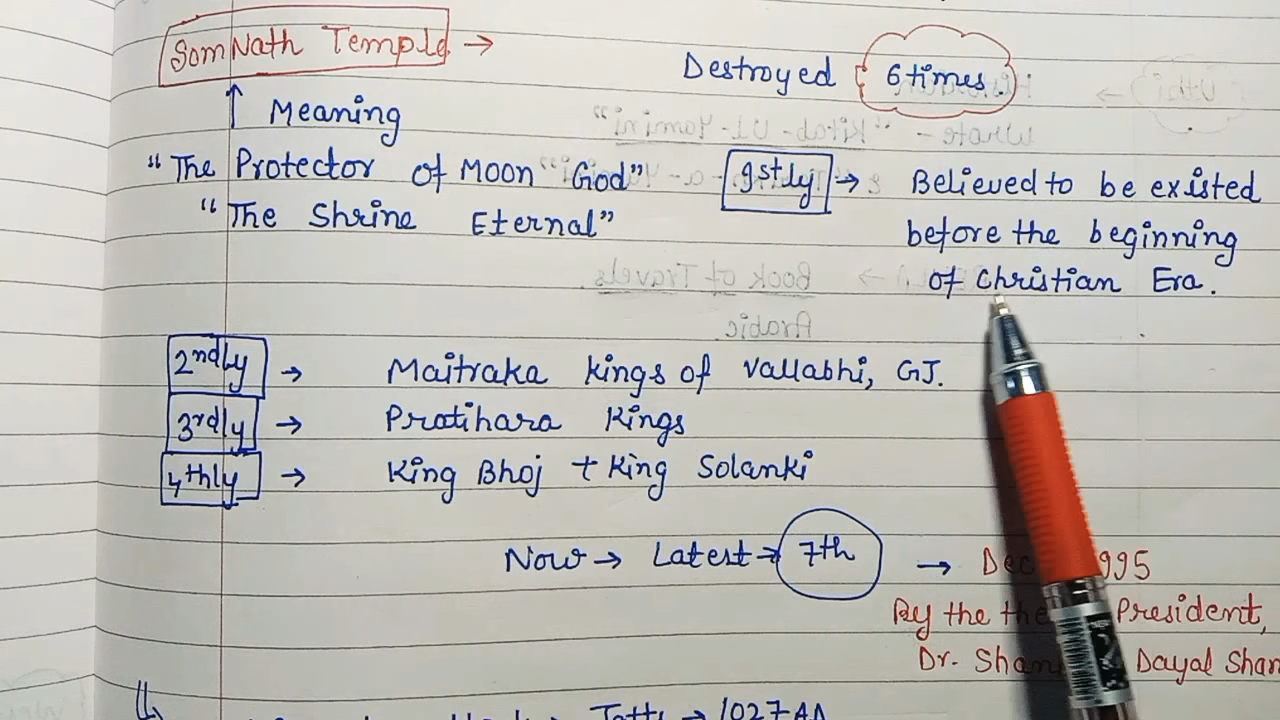 SomNath Temple →
Destroyed 6 times.
↑ Meaning
"The Protector of Moon God"
"The Shrine Eternal"
9stly → Believed to be existed
before the beginning
of Christian Era.
2ndly → Maitraka kings of Vallabhi, GJ.
3rdly → Pratihara Kings
4thly → King Bhoj + King Solanki
Now → Latest → 7th → Dec 995
By the the President,
Dr. Shan Dayal Shar
→ 1027 AD